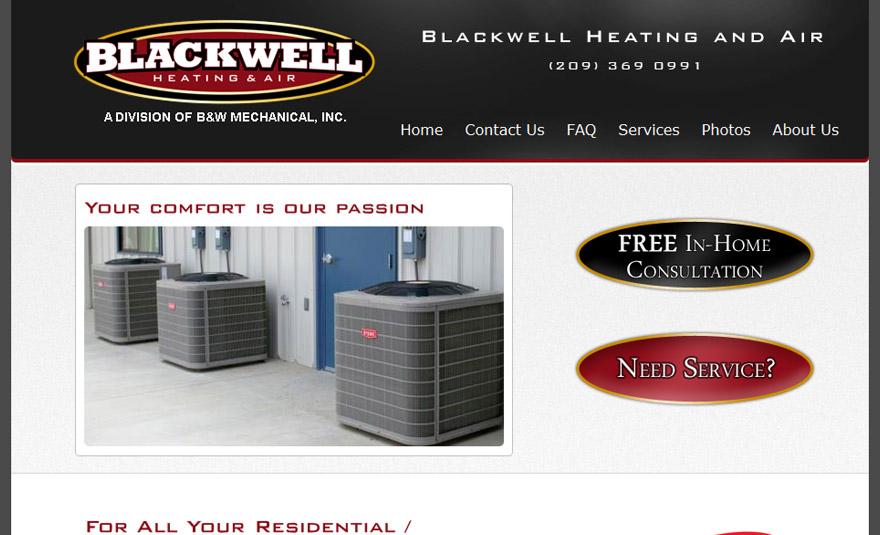 BLACKWELL
HEATING & AIR
A DIVISION OF B&W MECHANICAL, INC.
Blackwell Heating and Air
(209) 369 0991
Home Contact Us FAQ Services Photos About Us
Your comfort is our passion
FREE In-Home
Consultation
Need Service?
For All Your Residential /